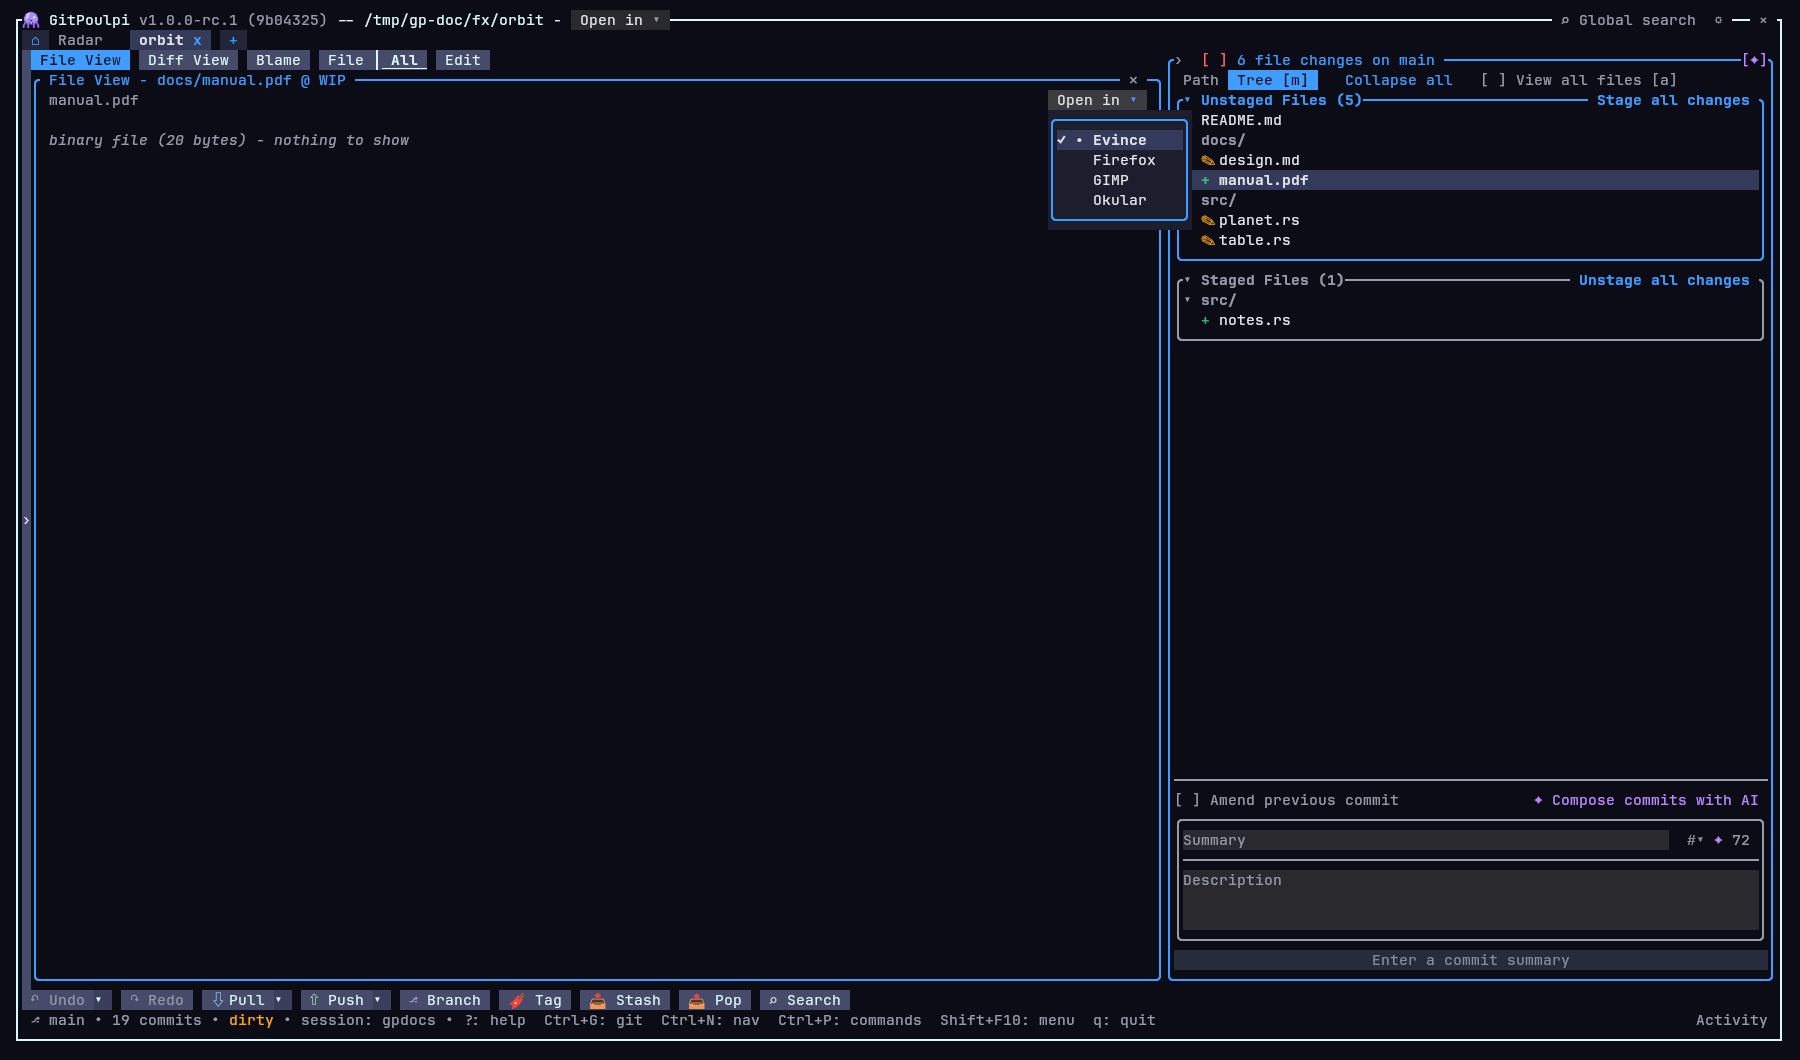 GitPoulpi v1.0.0-rc.1 (9b04325) -- /tmp/gp-doc/fx/orbit - Open in ▾ ⌕ Global search ⚙ ×
⌂ Radar orbit x +
File View Diff View Blame File All Edit
› [ ] 6 file changes on main [✦]
File View - docs/manual.pdf @ WIP ×
Path Tree [m] Collapse all [ ] View all files [a]
manual.pdf Open in ▾
▾ Unstaged Files (5) Stage all changes
README.md
binary file (20 bytes) - nothing to show
✓ • Evince
Firefox
GIMP
Okular
docs/
✎ design.md
+ manual.pdf
src/
✎ planet.rs
✎ table.rs
▾ Staged Files (1) Unstage all changes
▾ src/
+ notes.rs
›
[ ] Amend previous commit ✦ Compose commits with AI
Summary #▾ ✦ 72
Description
Enter a commit summary
↶ Undo ▾ ↷ Redo ⇩ Pull ▾ ⇧ Push ▾ ⎇ Branch Tag Stash Pop ⌕ Search
⎇ main • 19 commits • dirty • session: gpdocs • ?: help Ctrl+G: git Ctrl+N: nav Ctrl+P: commands Shift+F10: menu q: quit Activity